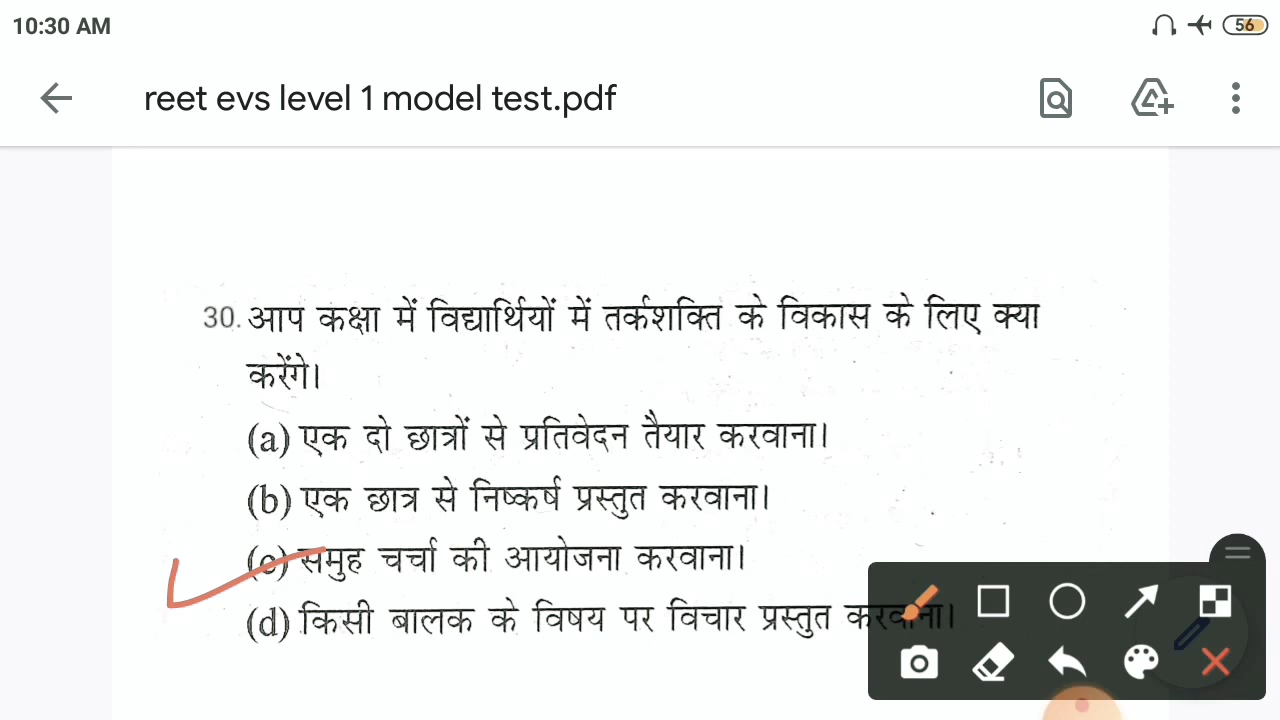 10:30 AM
56
reet evs level 1 model test.pdf
30. आप कक्षा में विद्यार्थियों में तर्कशक्ति के विकास के लिए क्या
करेंगे।
(a) एक दो छात्रों से प्रतिवेदन तैयार करवाना।
(b) एक छात्र से निष्कर्ष प्रस्तुत करवाना।
(c) समुह चर्चा की आयोजना करवाना।
(d) किसी बालक के विषय पर विचार प्रस्तुत करवाना।